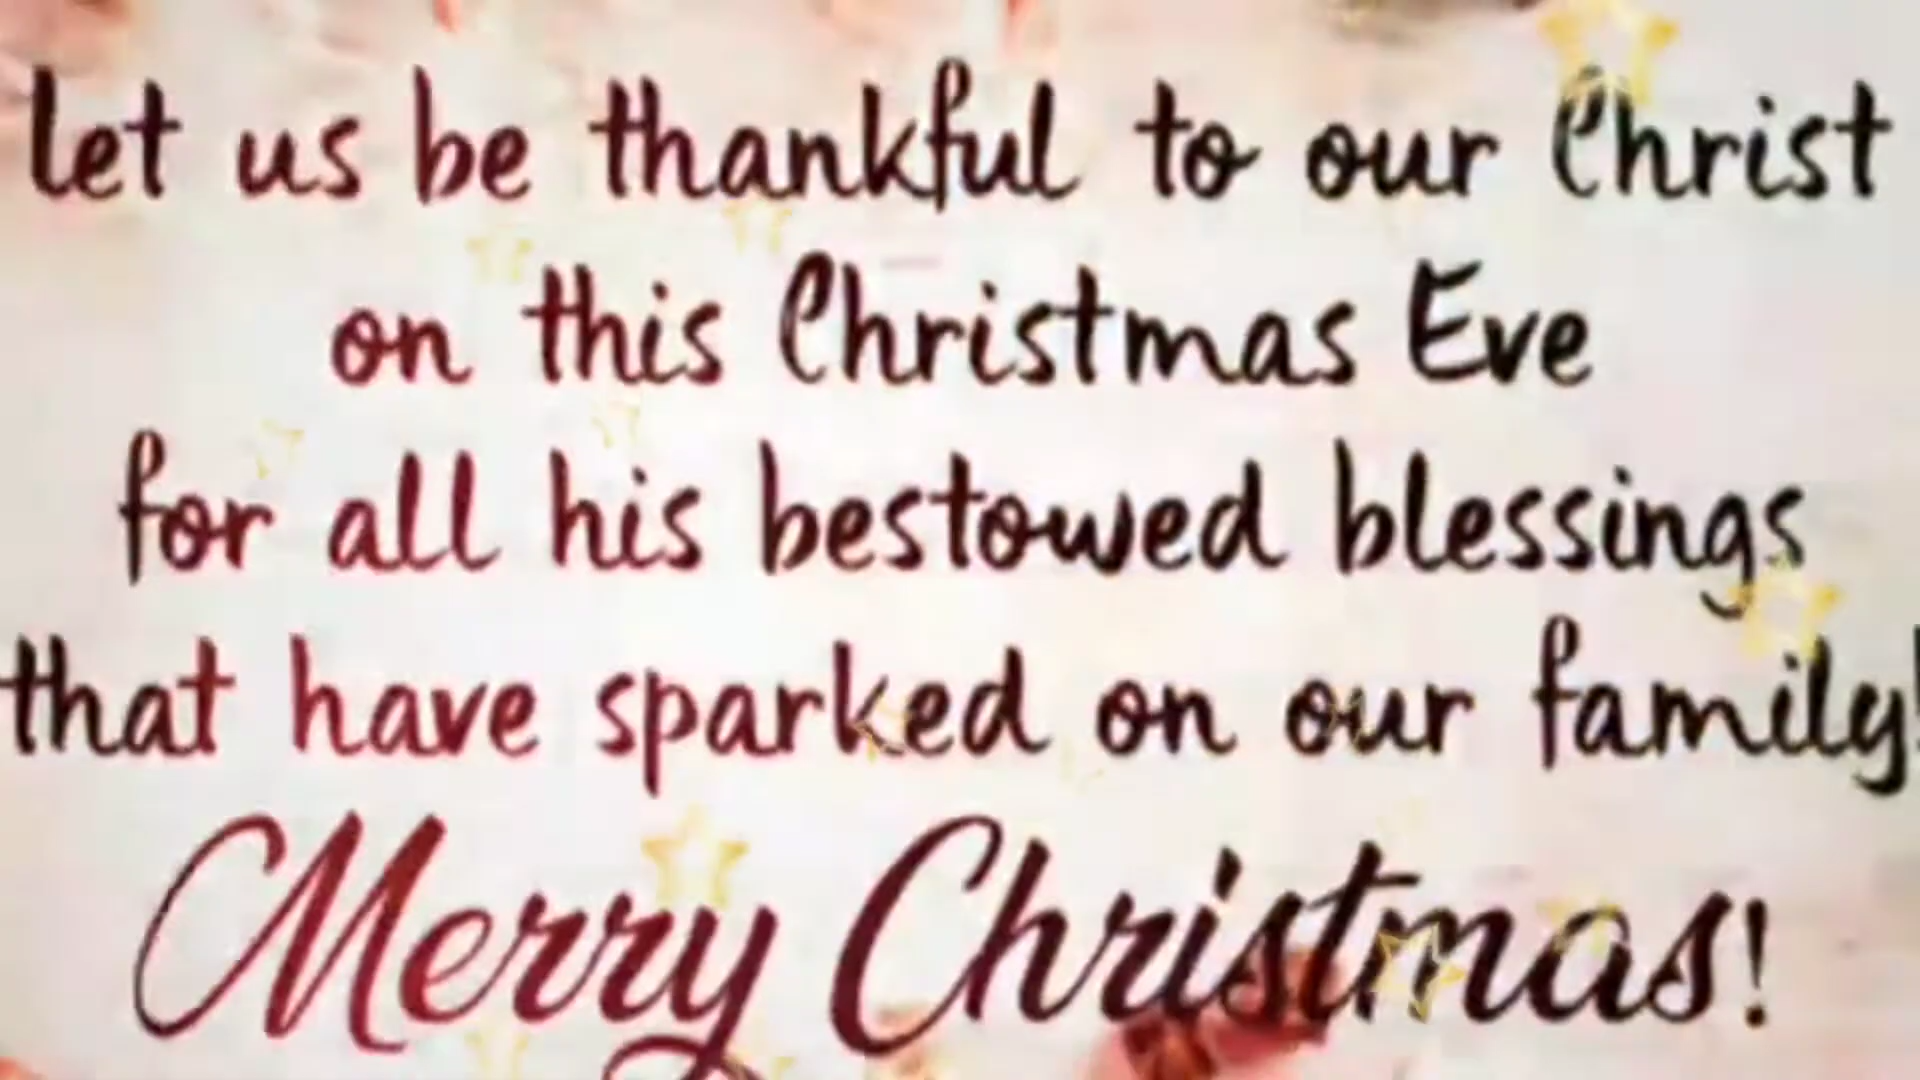 let us be thankful to our Christ
on this Christmas Eve
for all his bestowed blessings
that have sparked on our family!
Merry Christmas!